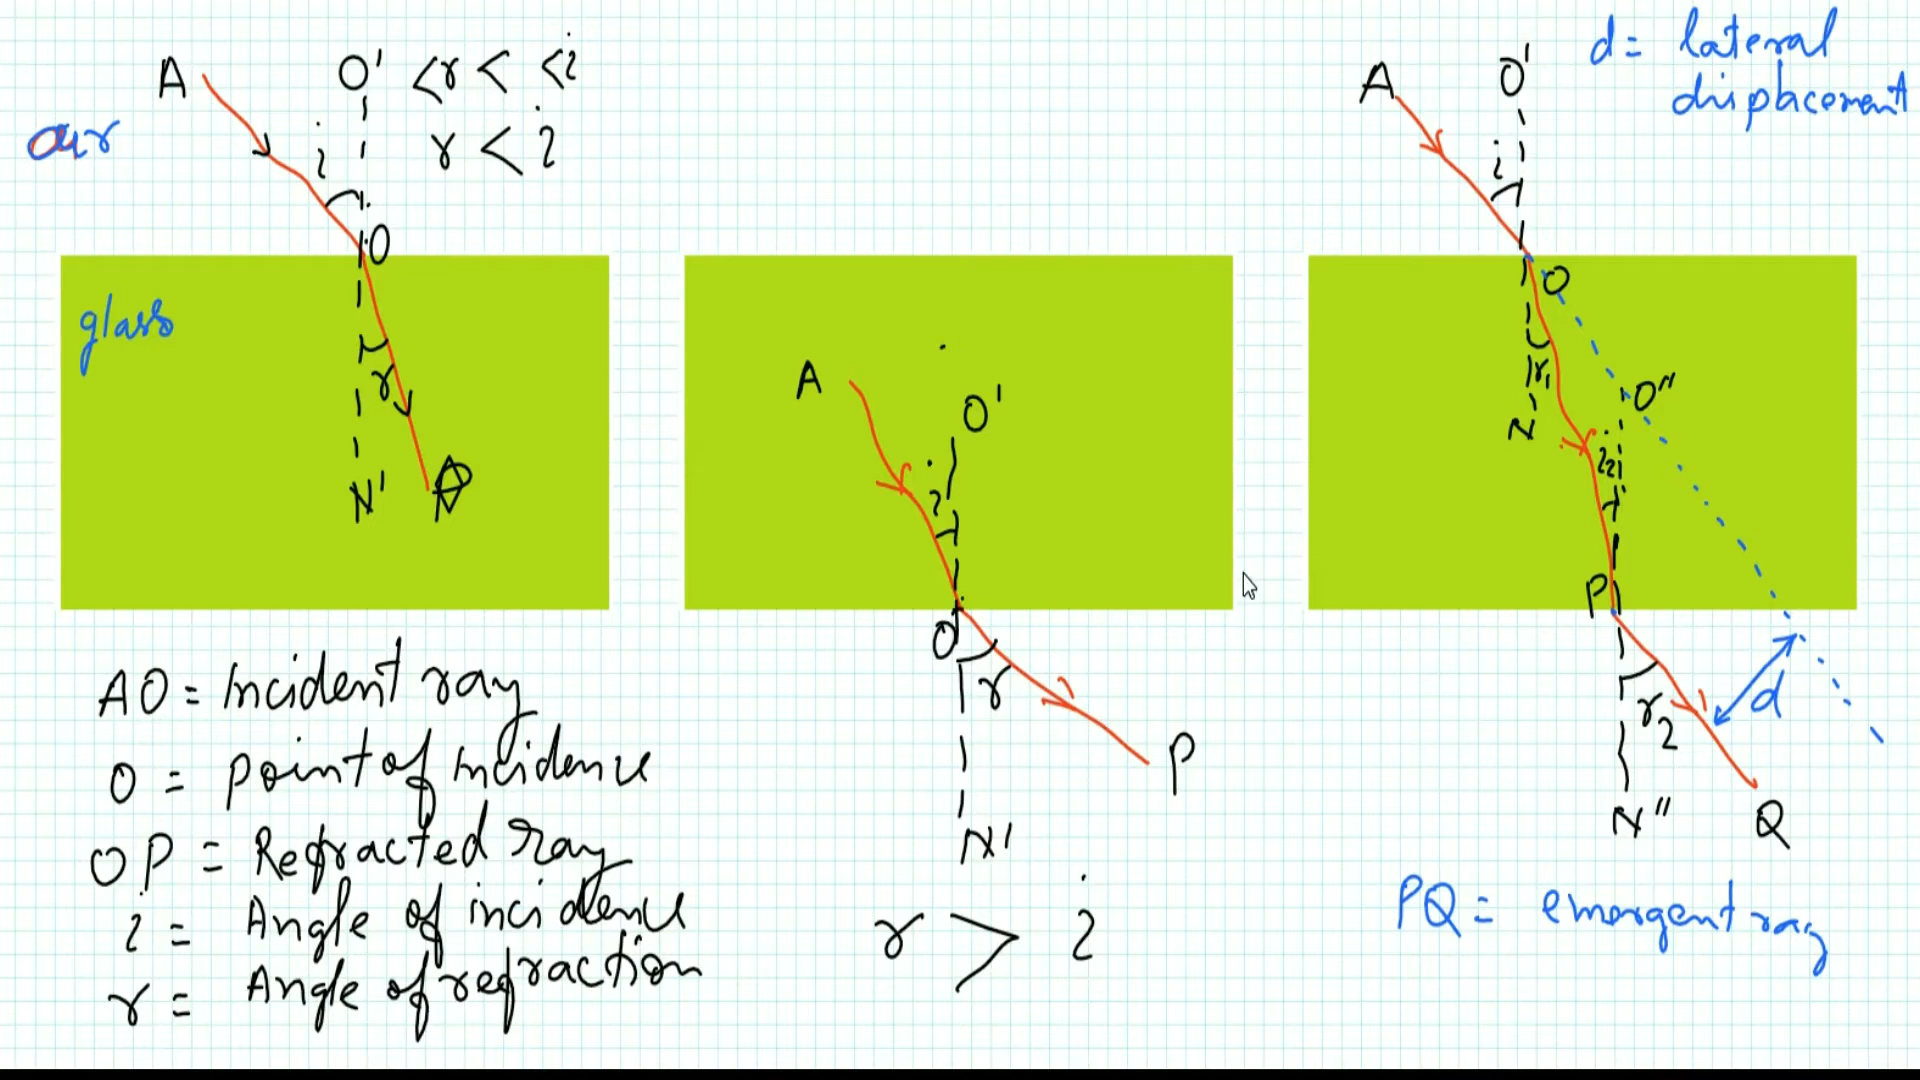 A
O'
<r < <i
r < i
air
i
O
glass
r
N'
A
O'
i
O
r
P
N'
r > i
AO = Incident ray
O = point of incidence
OP = Refracted ray
i = Angle of incidence
r = Angle of refraction
d = lateral
displacement
A
O'
i
O
r1
N
O"
i2
P
r2
d
N"
Q
PQ = emergent ray